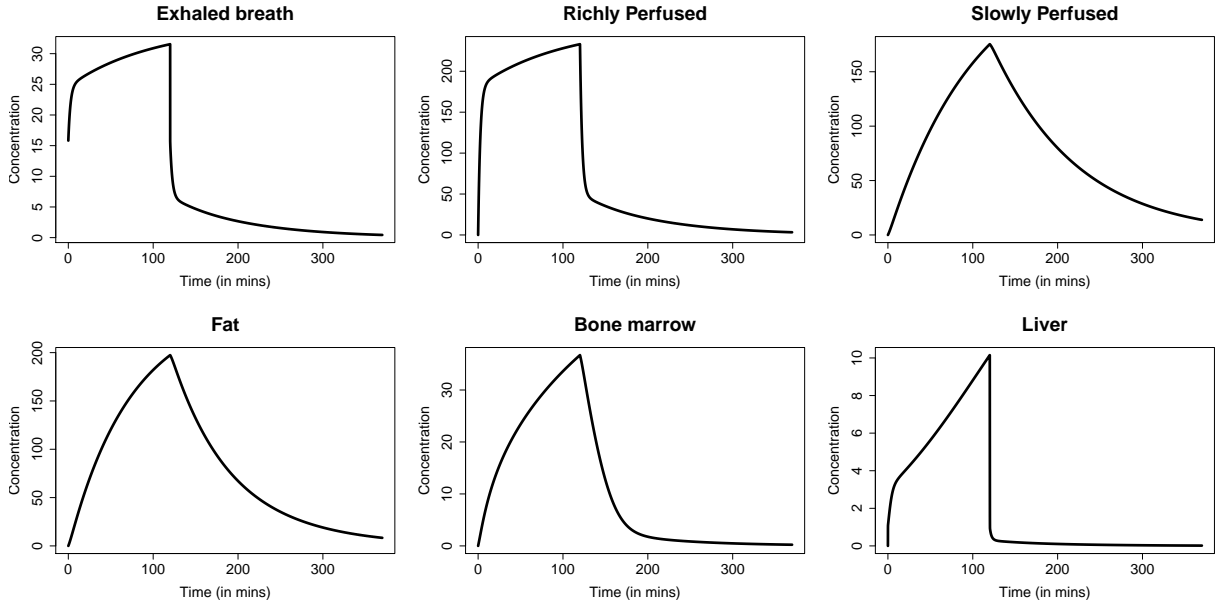 Exhaled breath
Concentration
0 5 10 15 20 25 30
0 100 200 300
Time (in mins)
Richly Perfused
Concentration
0 50 100 150 200
0 100 200 300
Time (in mins)
Slowly Perfused
Concentration
0 50 100 150
0 100 200 300
Time (in mins)
Fat
Concentration
0 50 100 150 200
0 100 200 300
Time (in mins)
Bone marrow
Concentration
0 10 20 30
0 100 200 300
Time (in mins)
Liver
Concentration
0 2 4 6 8 10
0 100 200 300
Time (in mins)